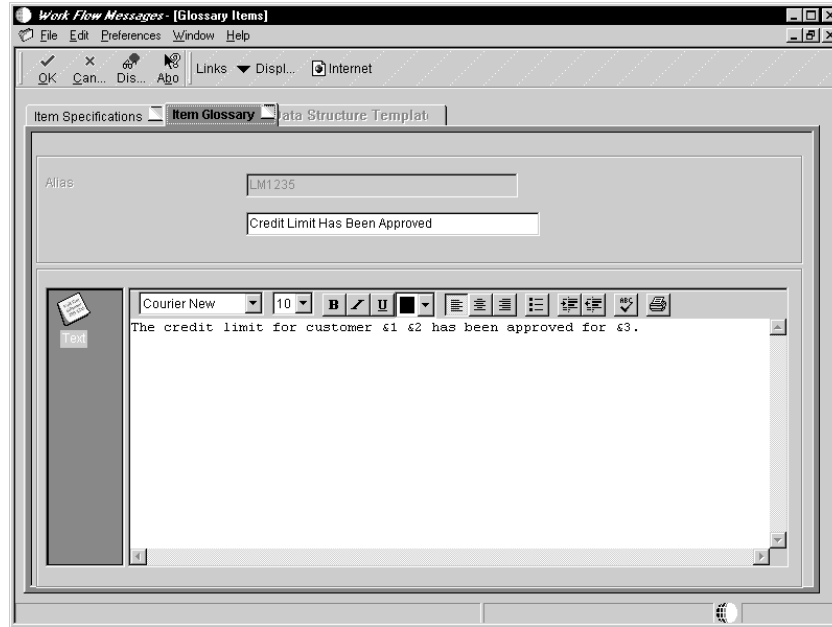 Work Flow Messages - [Glossary Items]
File Edit Preferences Window Help
OK Can... Dis... Abo Links Displ... Internet
Item Specifications Item Glossary Data Structure Templat
Alias LM1235
Credit Limit Has Been Approved
Courier New 10 B I U ABC
Text
The credit limit for customer &1 &2 has been approved for &3.